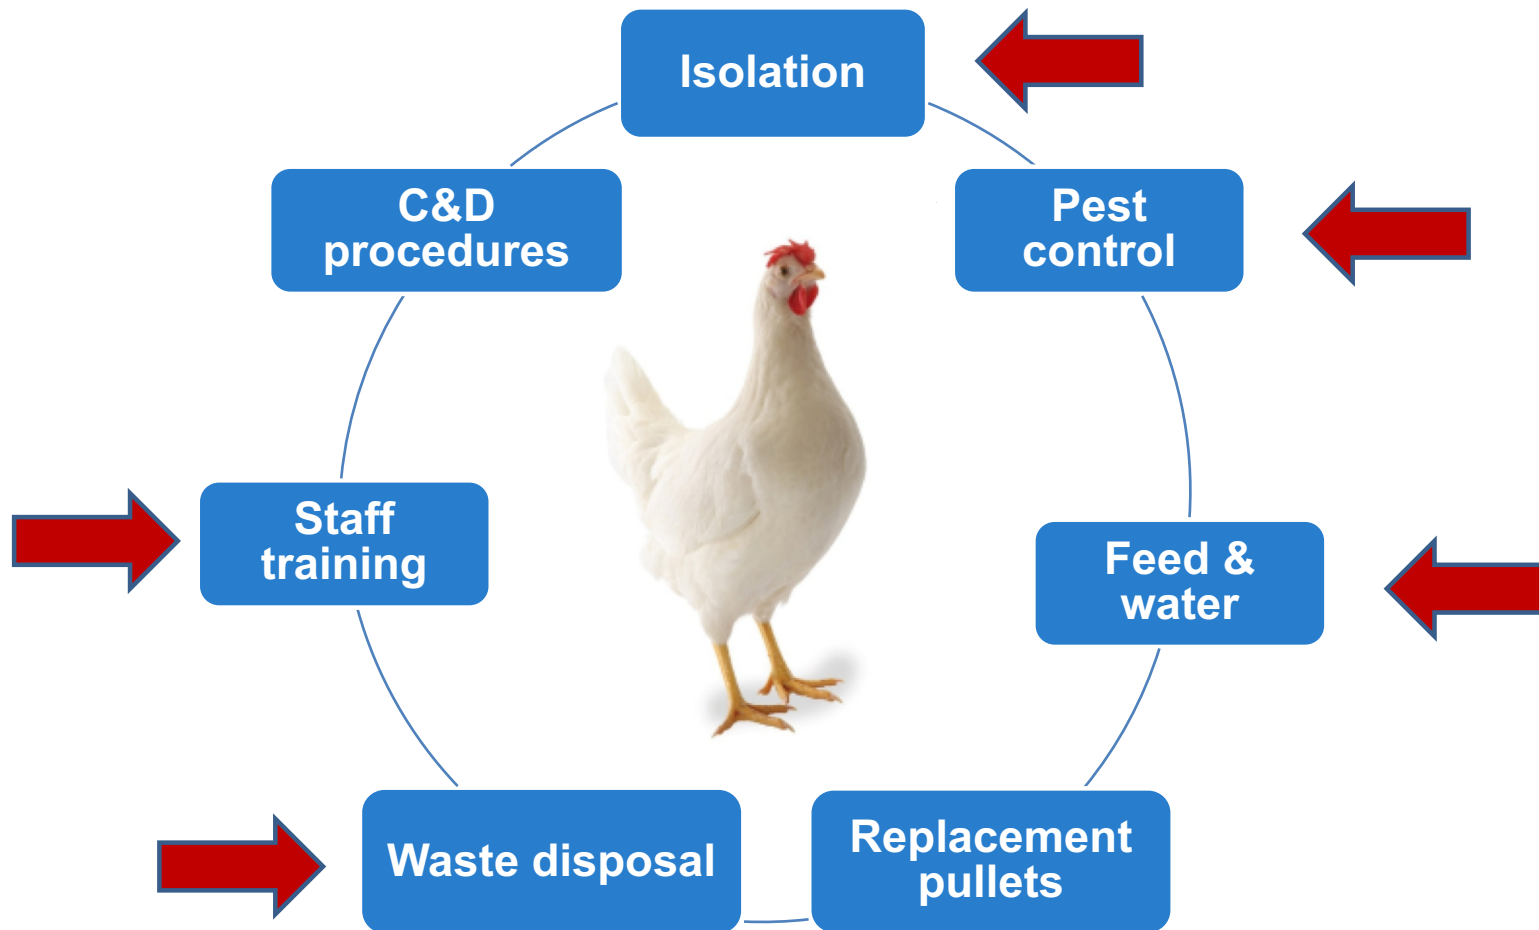 Isolation
C&D
procedures
Pest
control
Staff
training
Feed &
water
Waste disposal
Replacement
pullets